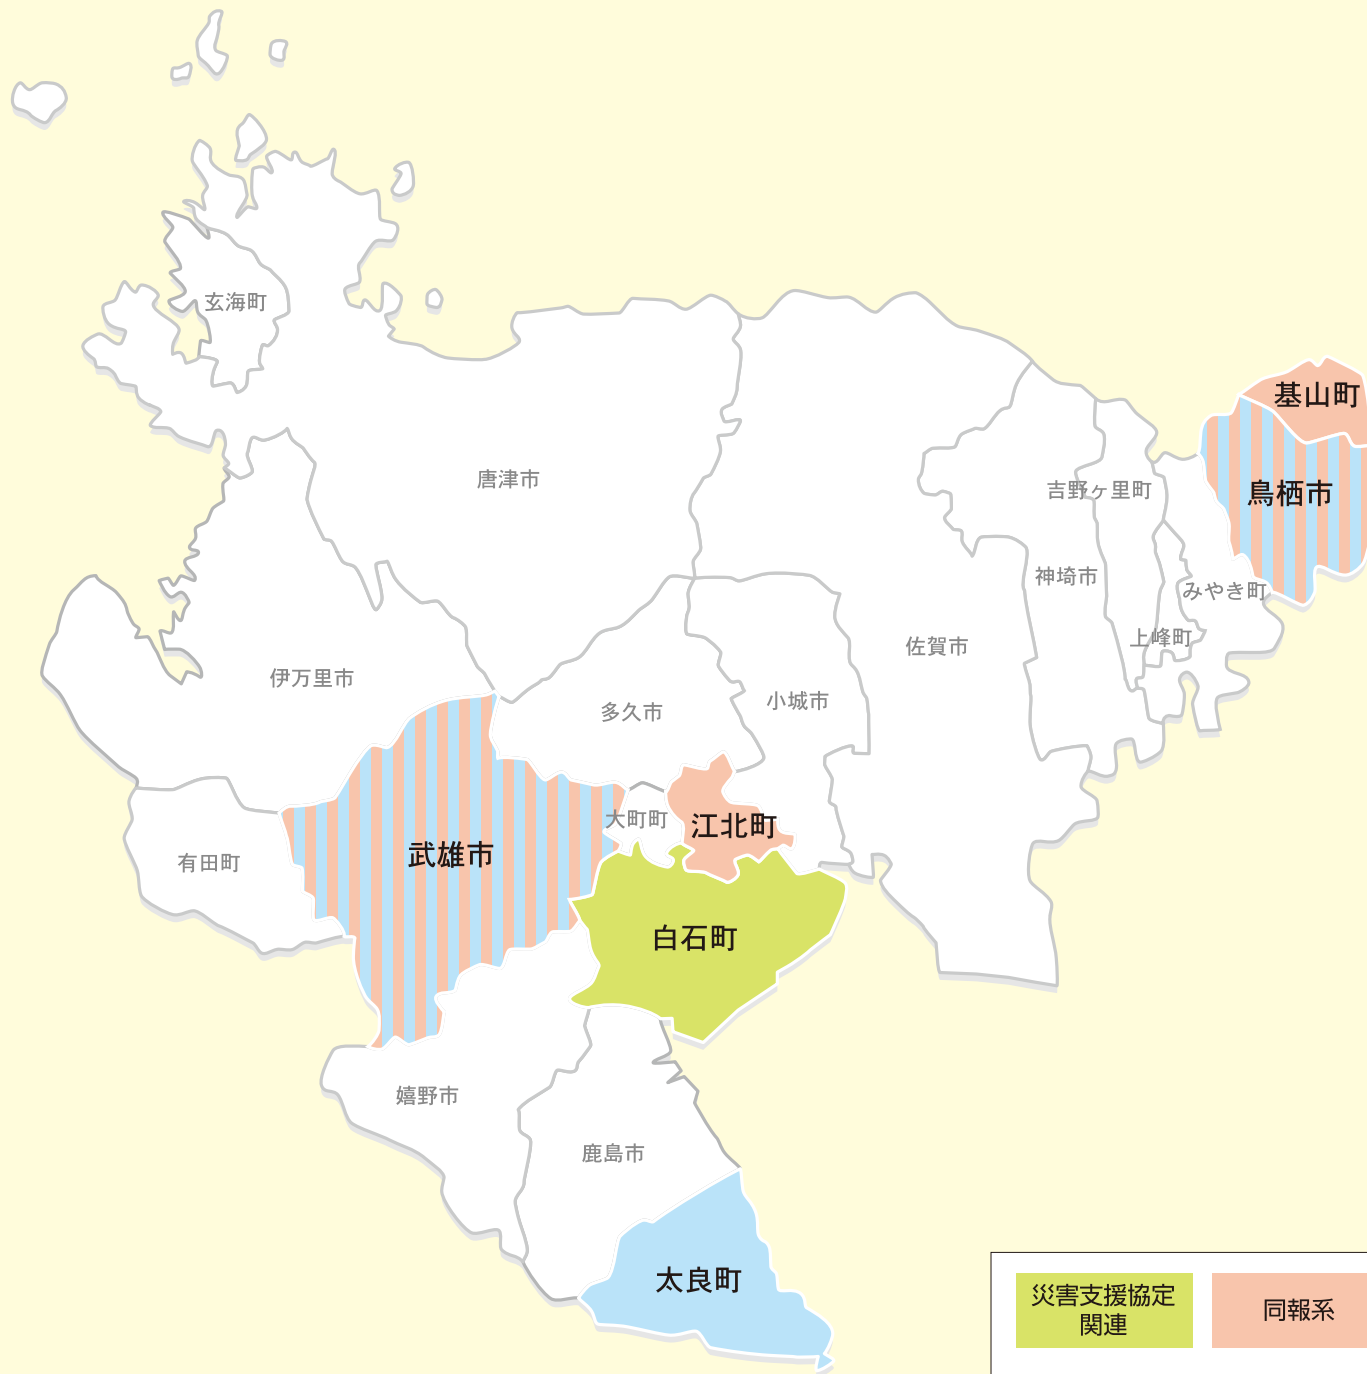 玄海町
基山町
唐津市
吉野ヶ里町
鳥栖市
神埼市
みやき町
上峰町
佐賀市
伊万里市
小城市
多久市
大町町
江北町
武雄市
有田町
白石町
嬉野市
鹿島市
太良町
災害支援協定
関連
同報系